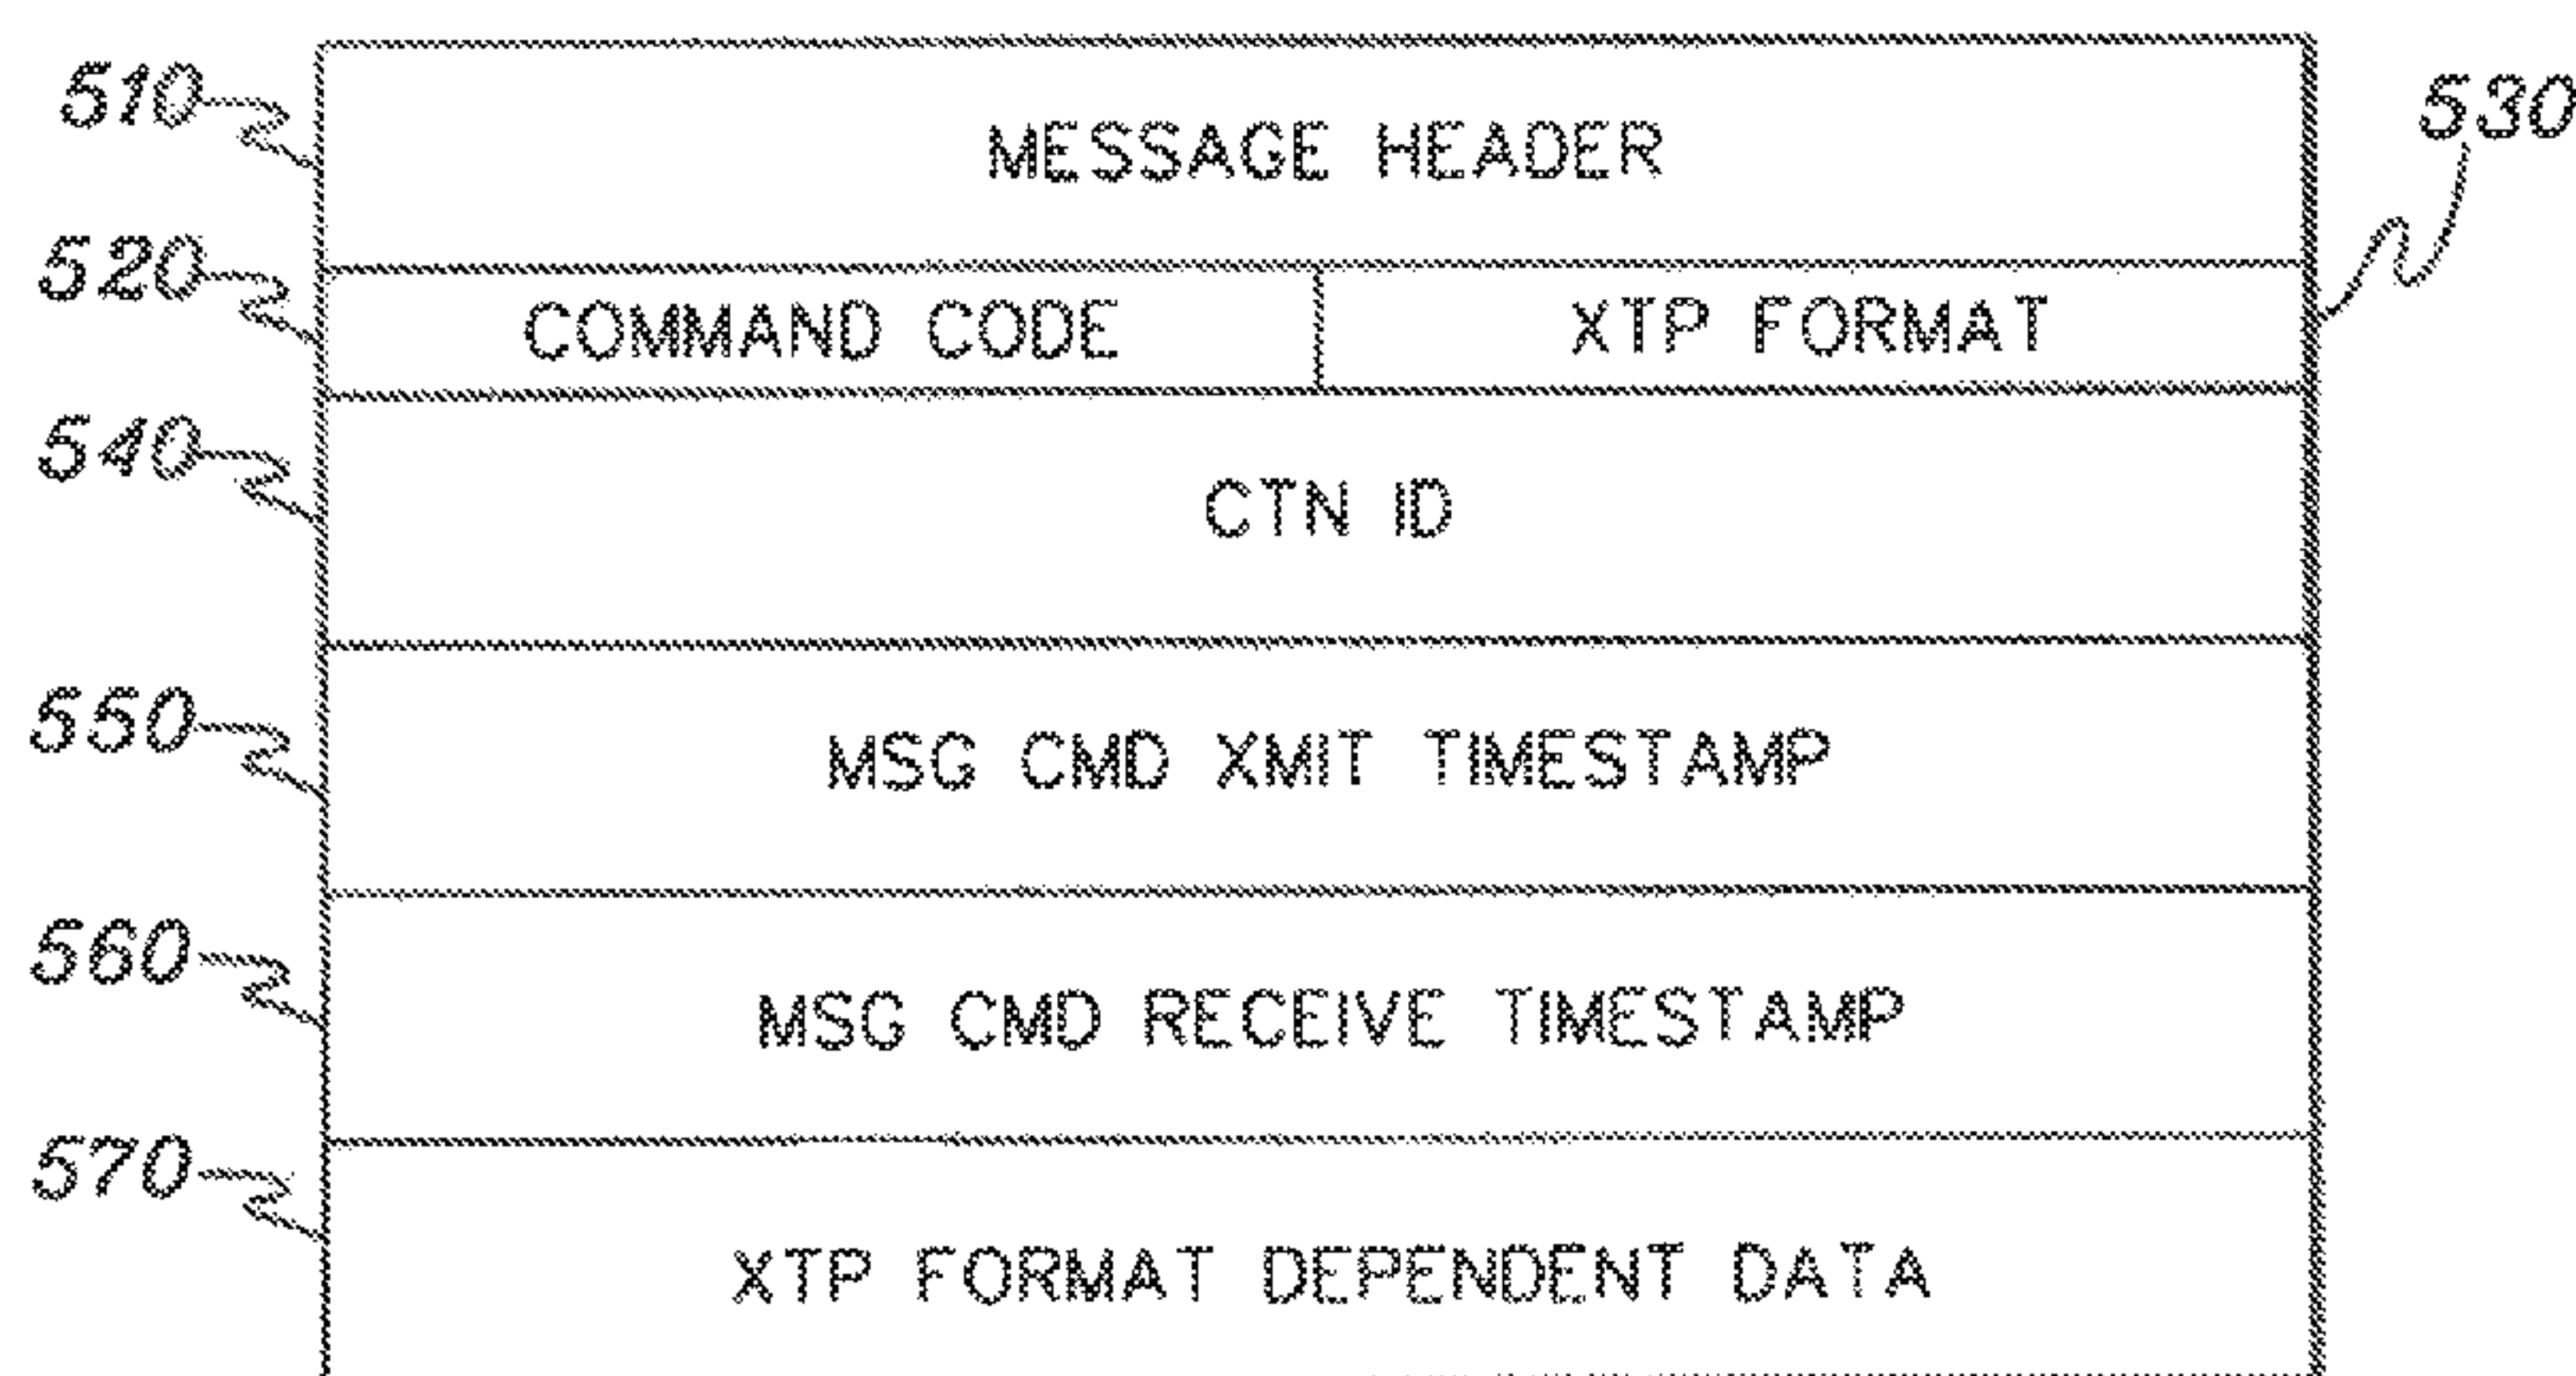 510
MESSAGE HEADER
530
520
COMMAND CODE
XTP FORMAT
540
CTN ID
550
MSG CMD XMIT TIMESTAMP
560
MSG CMD RECEIVE TIMESTAMP
570
XTP FORMAT DEPENDENT DATA